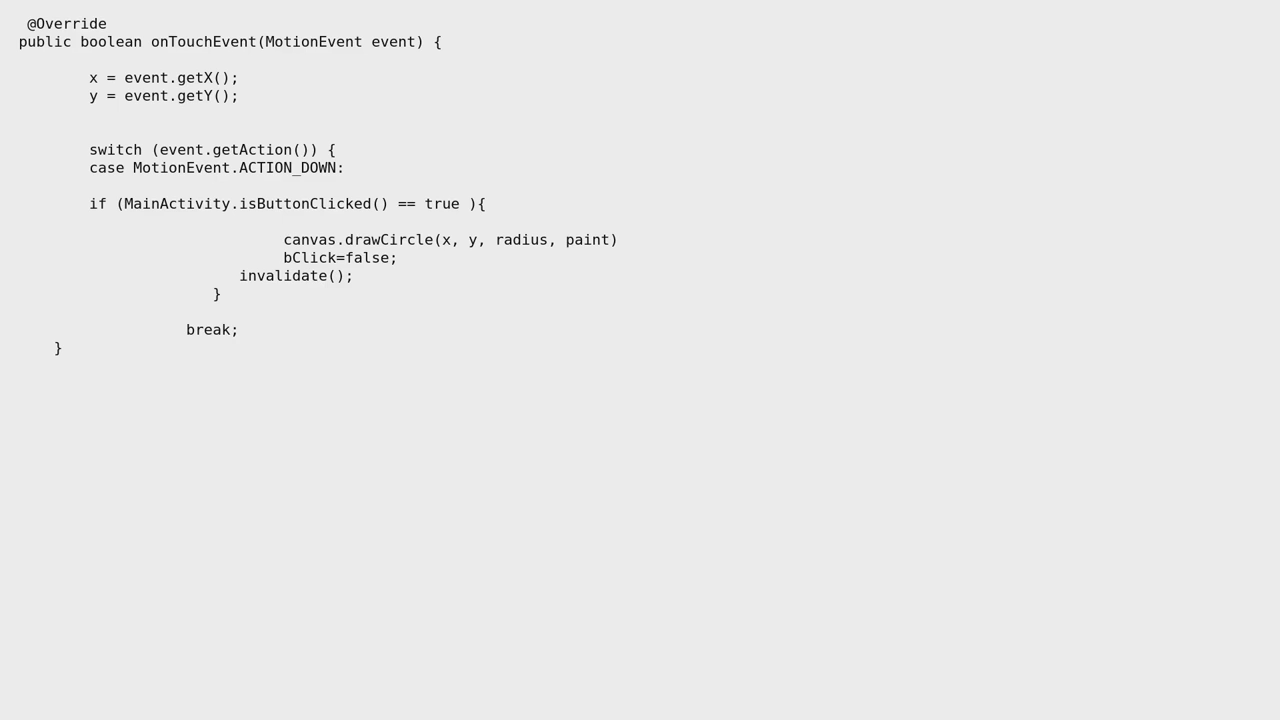 @Override
public boolean onTouchEvent(MotionEvent event) {
x = event.getX();
y = event.getY();
switch (event.getAction()) {
case MotionEvent.ACTION_DOWN:
if (MainActivity.isButtonClicked() == true ){
canvas.drawCircle(x, y, radius, paint)
bClick=false;
invalidate();
}
break;
}